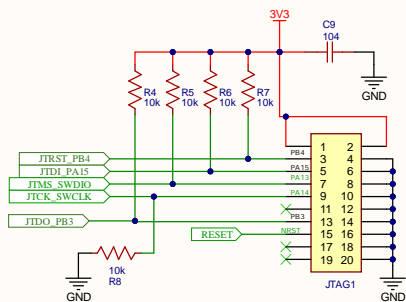 3V3
C9
104
GND
R4
10k
R5
10k
R6
10k
R7
10k
JTRST_PB4
JTDI_PA15
JTMS_SWDIO
JTCK_SWCLK
JTDO_PB3
RESET
PB4
PA15
PA13
PA14
PB3
NRST
1 2
3 4
5 6
7 8
9 10
11 12
13 14
15 16
17 18
19 20
JTAG1
10k
R8
GND
GND